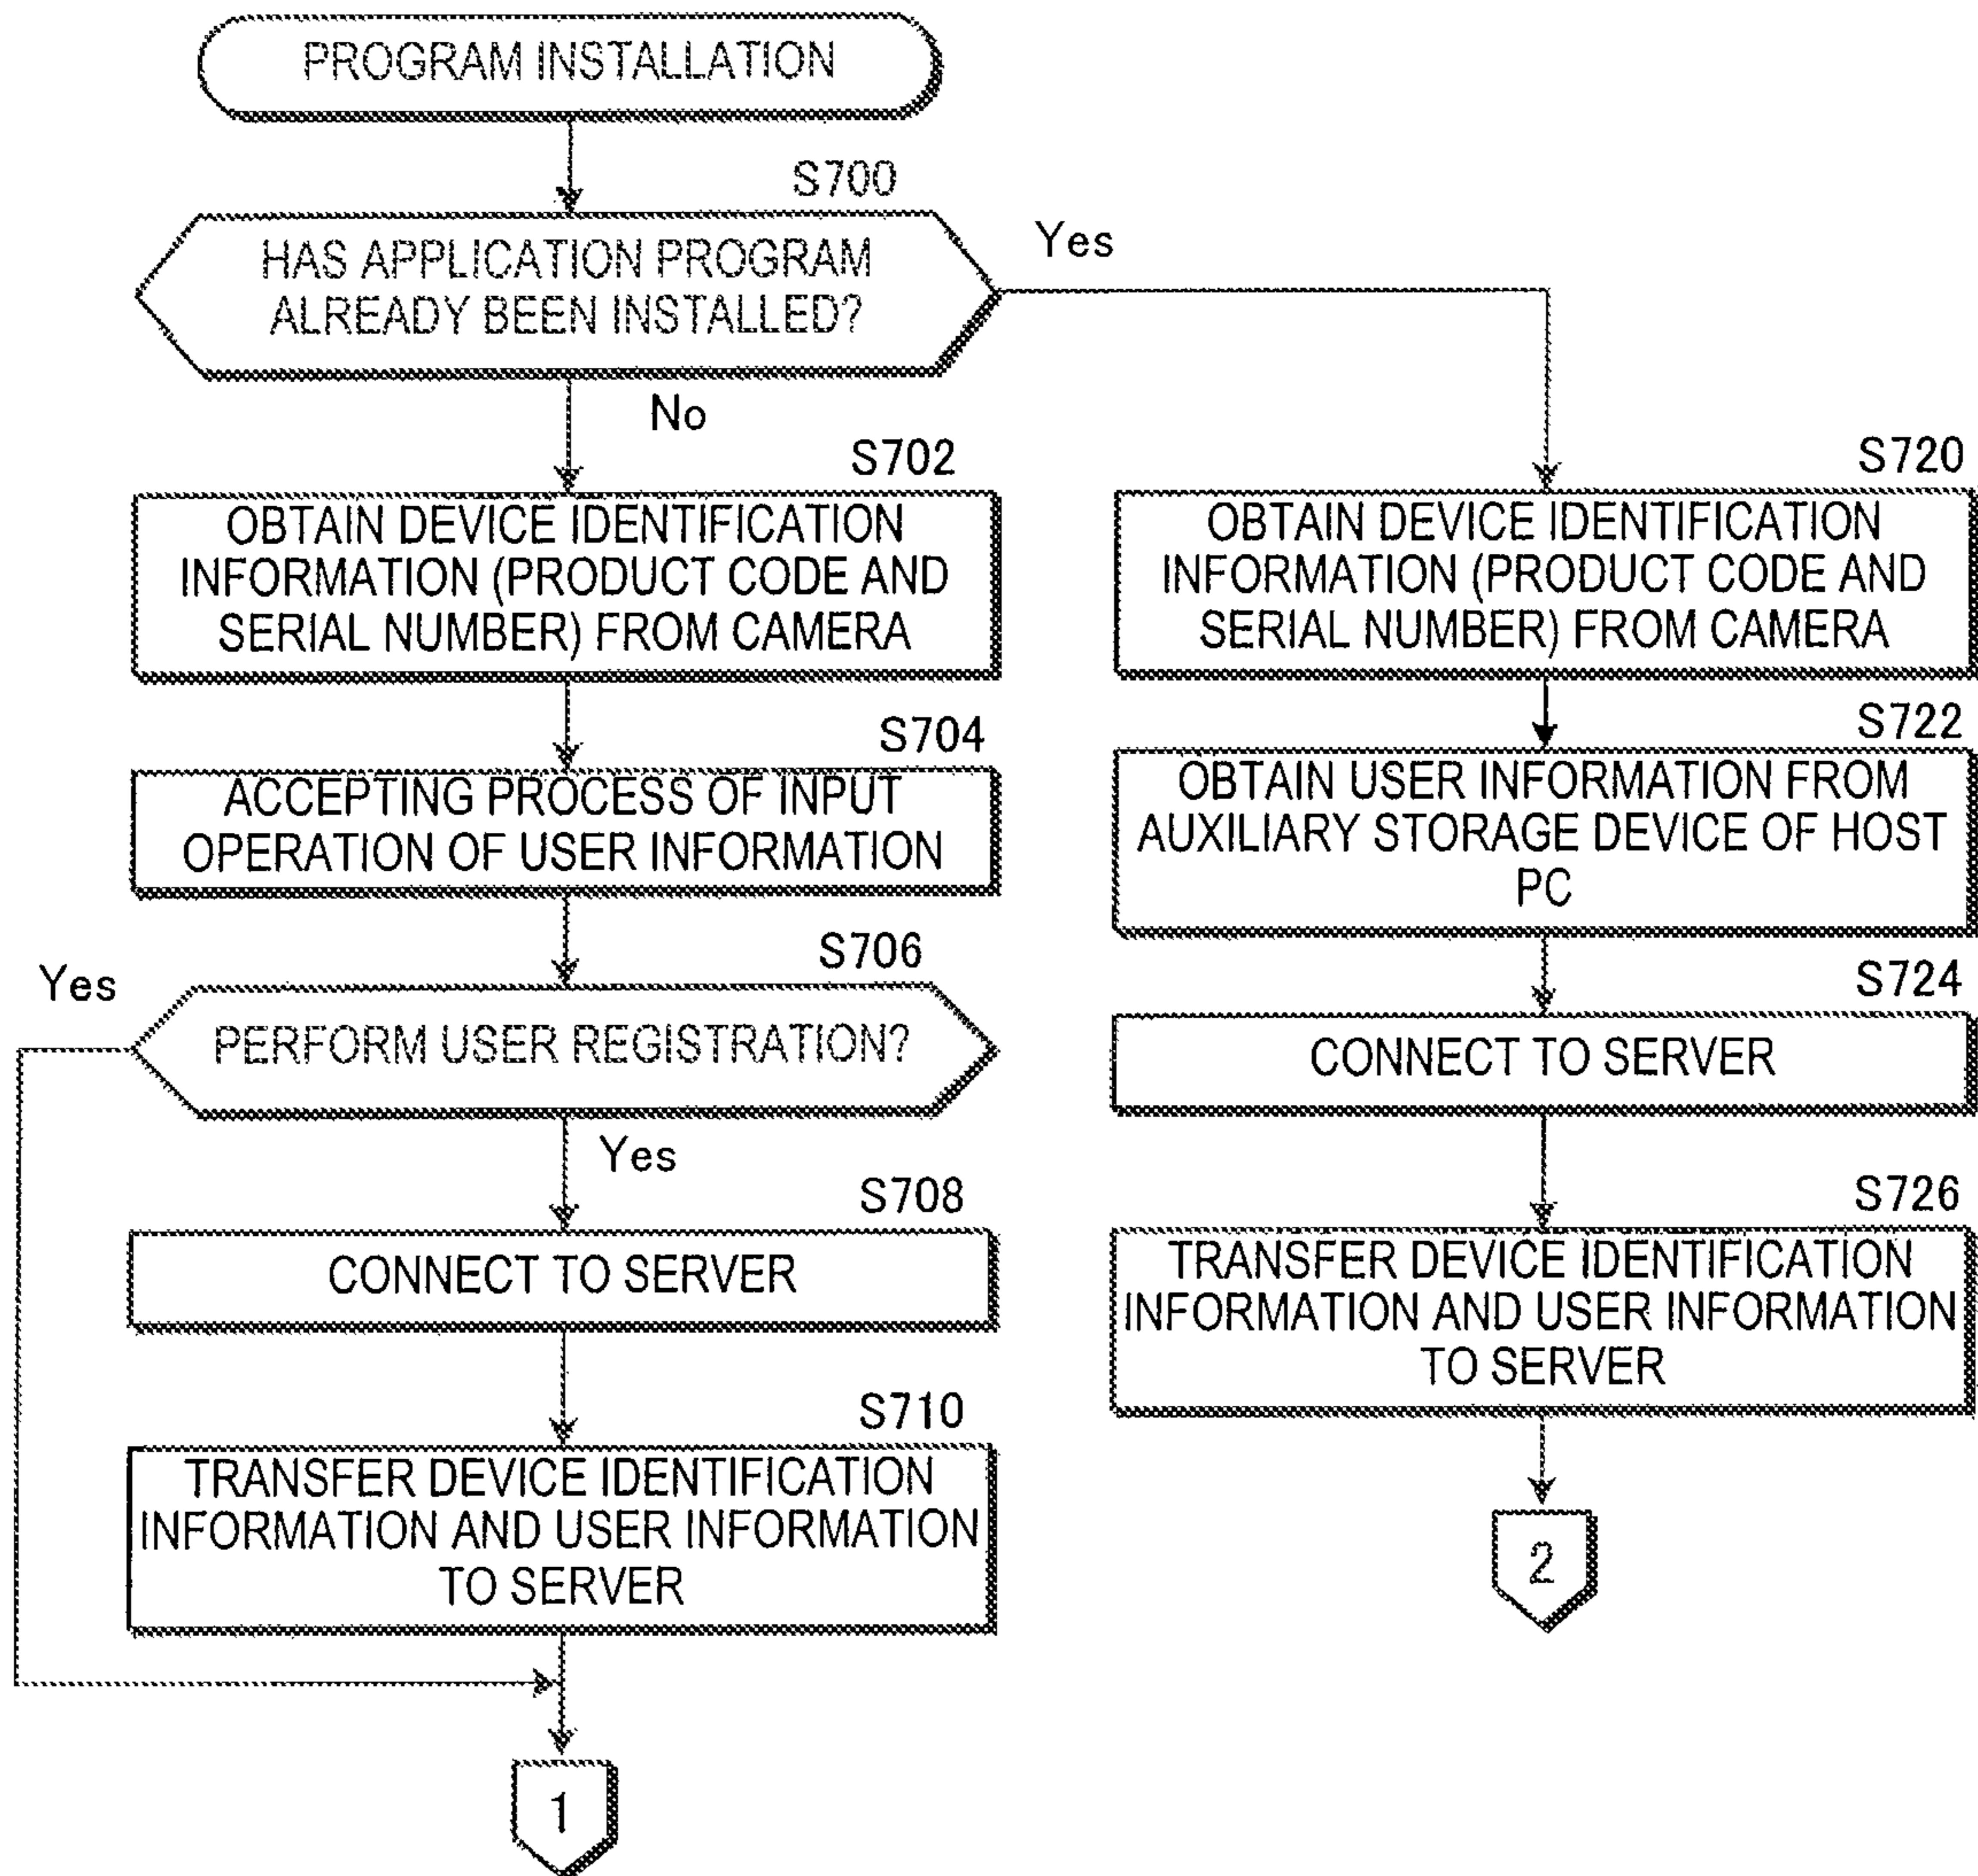 PROGRAM INSTALLATION
S700
HAS APPLICATION PROGRAM
ALREADY BEEN INSTALLED?
Yes
No
S702
OBTAIN DEVICE IDENTIFICATION
INFORMATION (PRODUCT CODE AND
SERIAL NUMBER) FROM CAMERA
S704
ACCEPTING PROCESS OF INPUT
OPERATION OF USER INFORMATION
S706
Yes
PERFORM USER REGISTRATION?
Yes
S708
CONNECT TO SERVER
S710
TRANSFER DEVICE IDENTIFICATION
INFORMATION AND USER INFORMATION
TO SERVER
1
S720
OBTAIN DEVICE IDENTIFICATION
INFORMATION (PRODUCT CODE AND
SERIAL NUMBER) FROM CAMERA
S722
OBTAIN USER INFORMATION FROM
AUXILIARY STORAGE DEVICE OF HOST
PC
S724
CONNECT TO SERVER
S726
TRANSFER DEVICE IDENTIFICATION
INFORMATION AND USER INFORMATION
TO SERVER
2